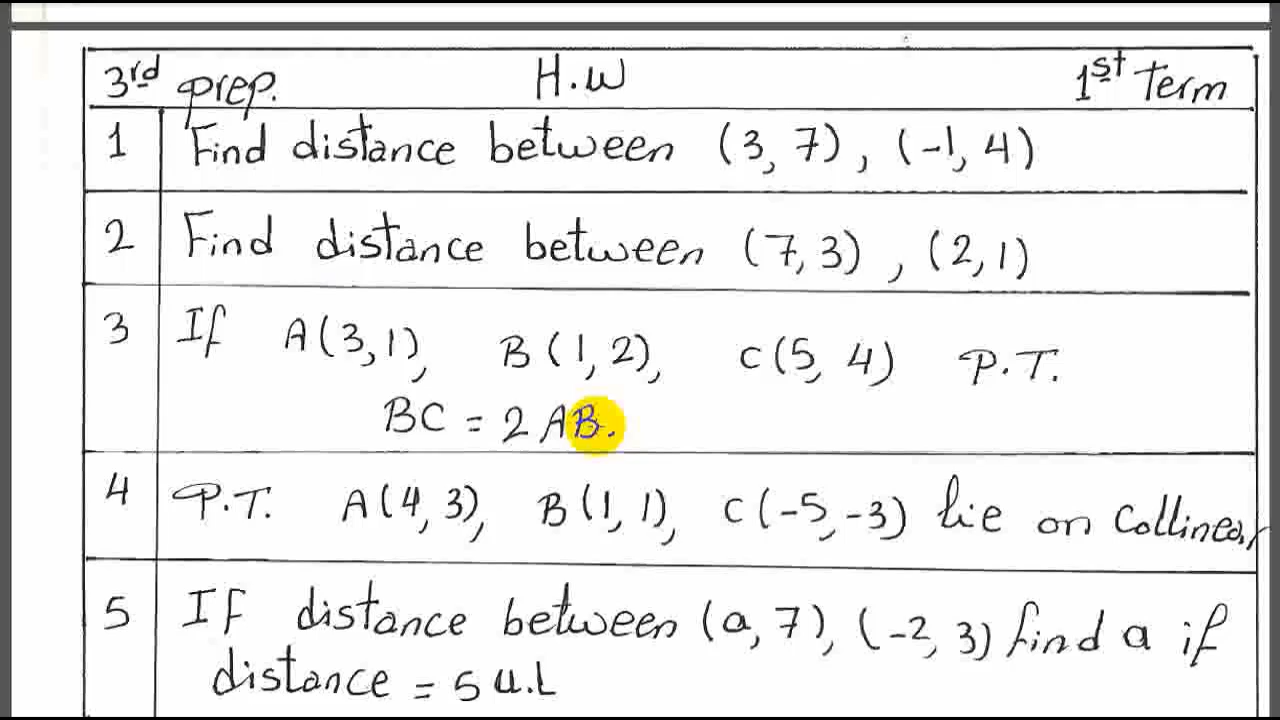 3rd prep. H.W 1st Term
1 Find distance between (3, 7), (-1, 4)
2 Find distance between (7, 3), (2, 1)
3 If A(3, 1), B(1, 2), C(5, 4) P.T.
BC = 2 AB.
4 P.T. A(4, 3), B(1, 1), C(-5, -3) lie on Collinear
5 If distance between (a, 7), (-2, 3) find a if
distance = 5 u.L